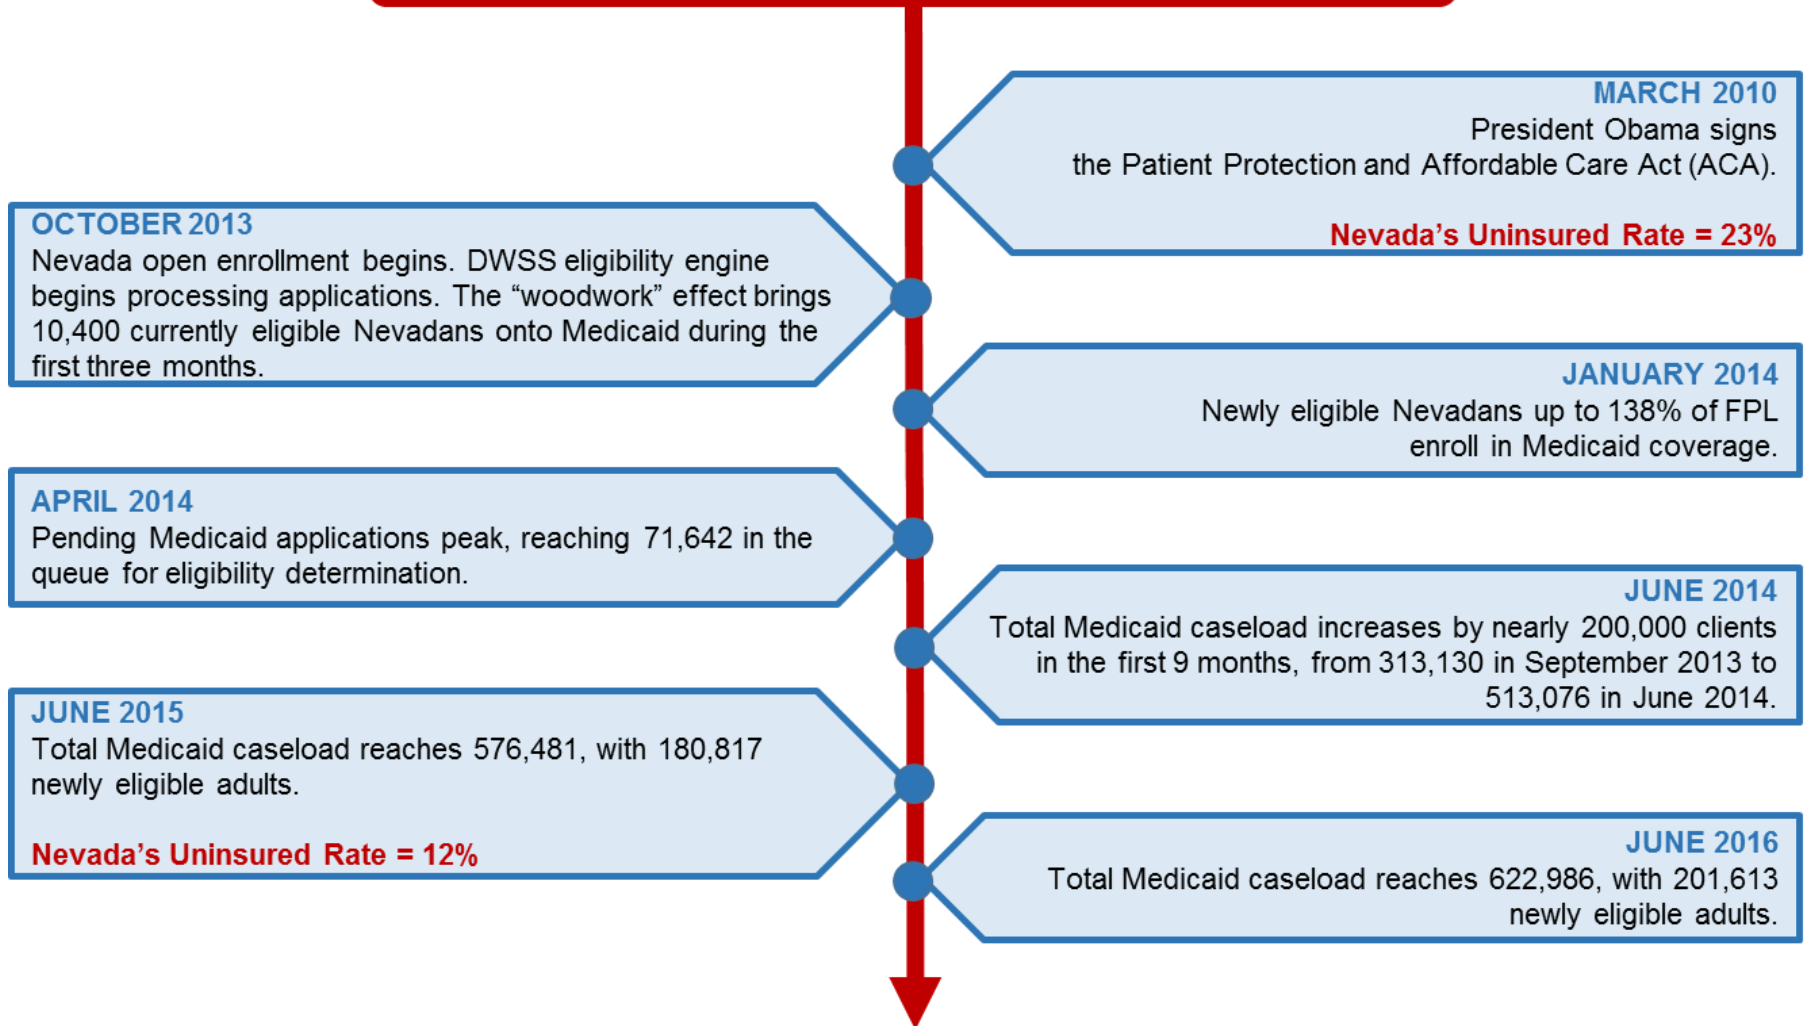 MARCH 2010
President Obama signs
the Patient Protection and Affordable Care Act (ACA).
Nevada’s Uninsured Rate = 23%
OCTOBER 2013
Nevada open enrollment begins. DWSS eligibility engine
begins processing applications. The “woodwork” effect brings
10,400 currently eligible Nevadans onto Medicaid during the
first three months.
JANUARY 2014
Newly eligible Nevadans up to 138% of FPL
enroll in Medicaid coverage.
APRIL 2014
Pending Medicaid applications peak, reaching 71,642 in the
queue for eligibility determination.
JUNE 2014
Total Medicaid caseload increases by nearly 200,000 clients
in the first 9 months, from 313,130 in September 2013 to
513,076 in June 2014.
JUNE 2015
Total Medicaid caseload reaches 576,481, with 180,817
newly eligible adults.
Nevada’s Uninsured Rate = 12%
JUNE 2016
Total Medicaid caseload reaches 622,986, with 201,613
newly eligible adults.